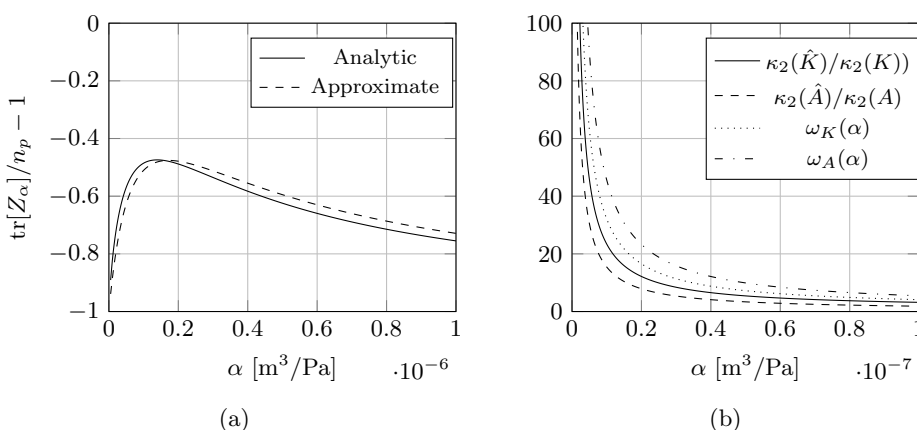 0
−0.2
−0.4
−0.6
−0.8
−1
tr[Z_α]/n_p − 1
Analytic
Approximate
0 0.2 0.4 0.6 0.8 1
α [m³/Pa] ·10⁻⁶
(a)
100
80
60
40
20
0
κ₂(K̂)/κ₂(K))
κ₂(Â)/κ₂(A)
ω_K(α)
ω_A(α)
0 0.2 0.4 0.6 0.8 1
α [m³/Pa] ·10⁻⁷
(b)